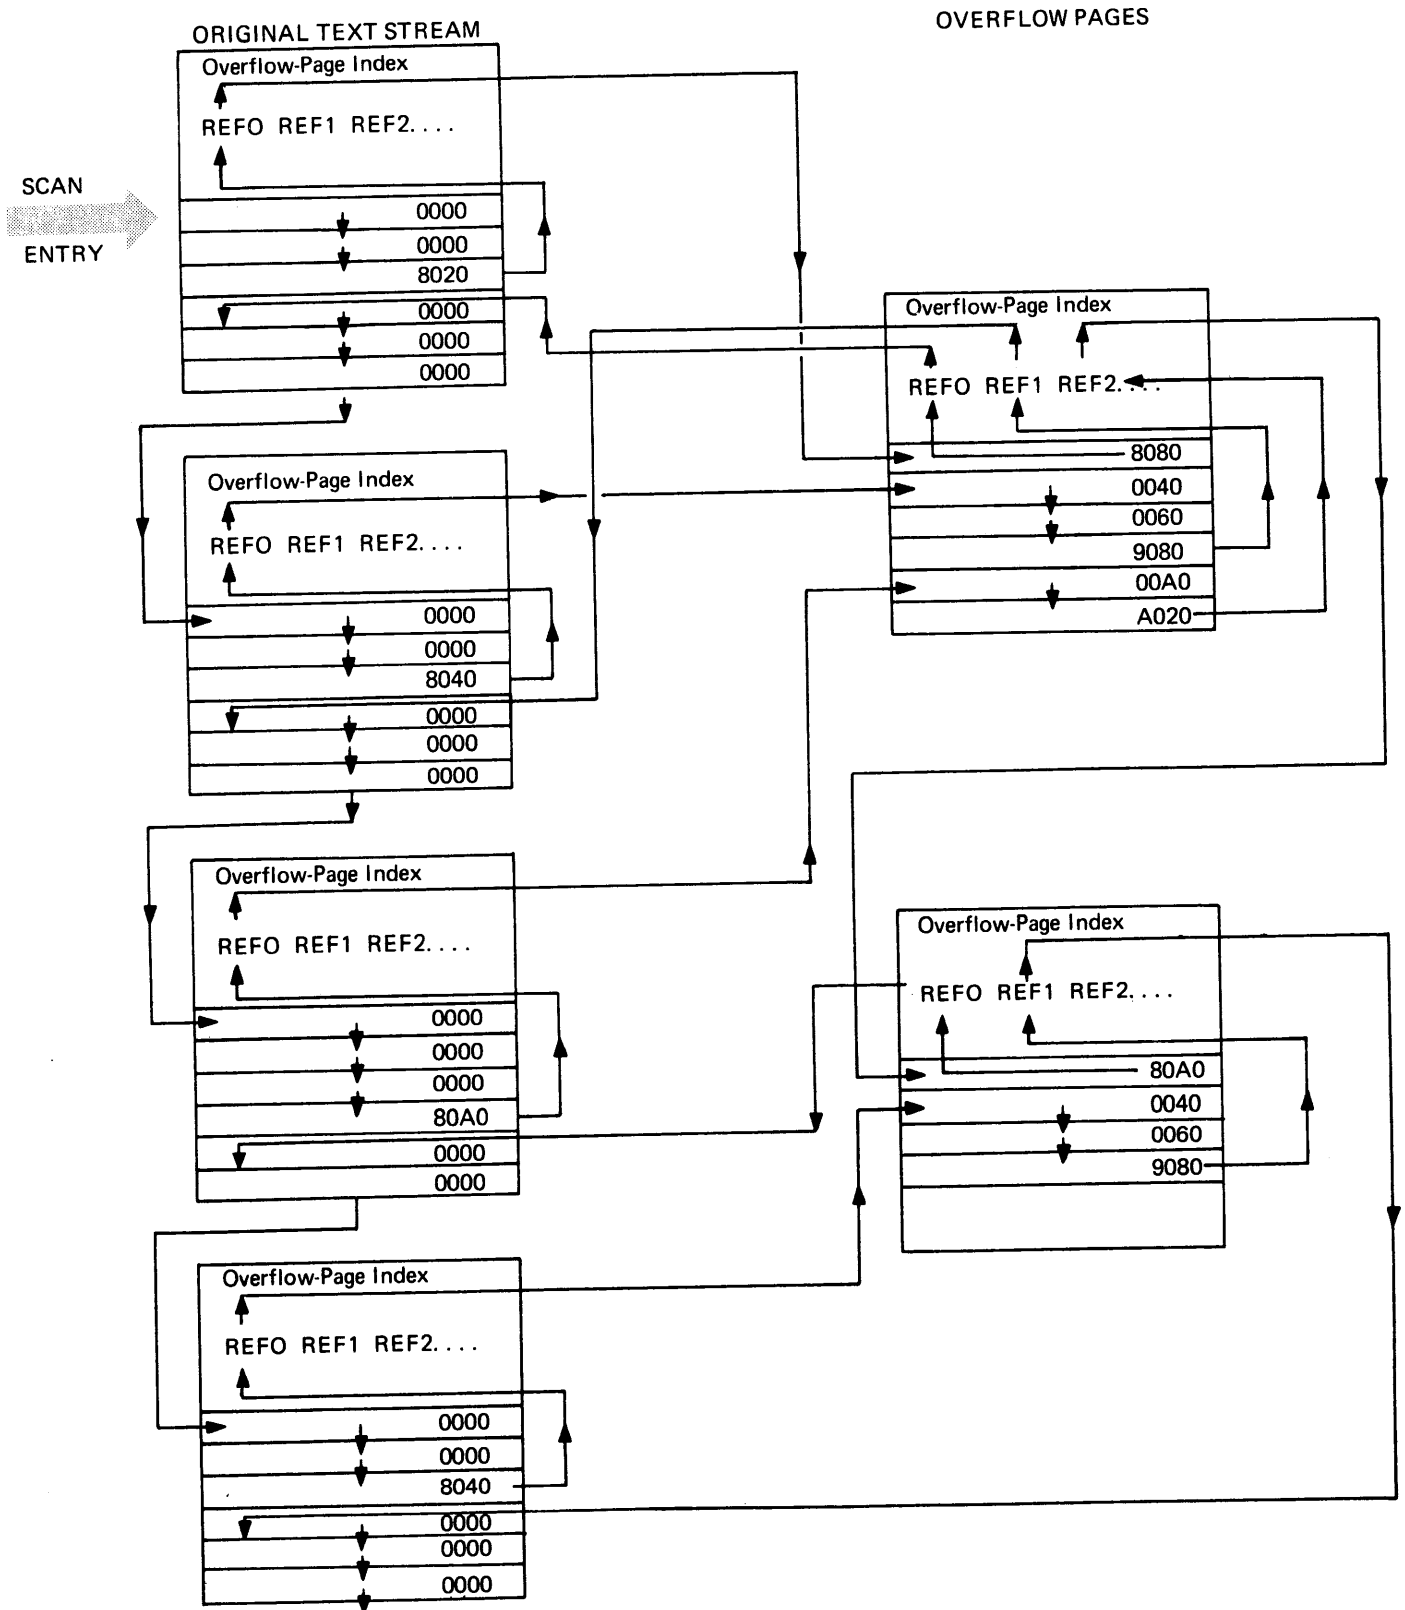 ORIGINAL TEXT STREAM
Overflow-Page Index
REFO REF1 REF2....
SCAN
ENTRY
0000
0000
8020
0000
0000
0000
Overflow-Page Index
REFO REF1 REF2....
0000
0000
8040
0000
0000
0000
Overflow-Page Index
REFO REF1 REF2....
0000
0000
0000
80A0
0000
0000
Overflow-Page Index
REFO REF1 REF2....
0000
0000
8040
0000
0000
0000
OVERFLOW PAGES
Overflow-Page Index
REFO REF1 REF2....
8080
0040
0060
9080
00A0
A020
Overflow-Page Index
REFO REF1 REF2....
80A0
0040
0060
9080